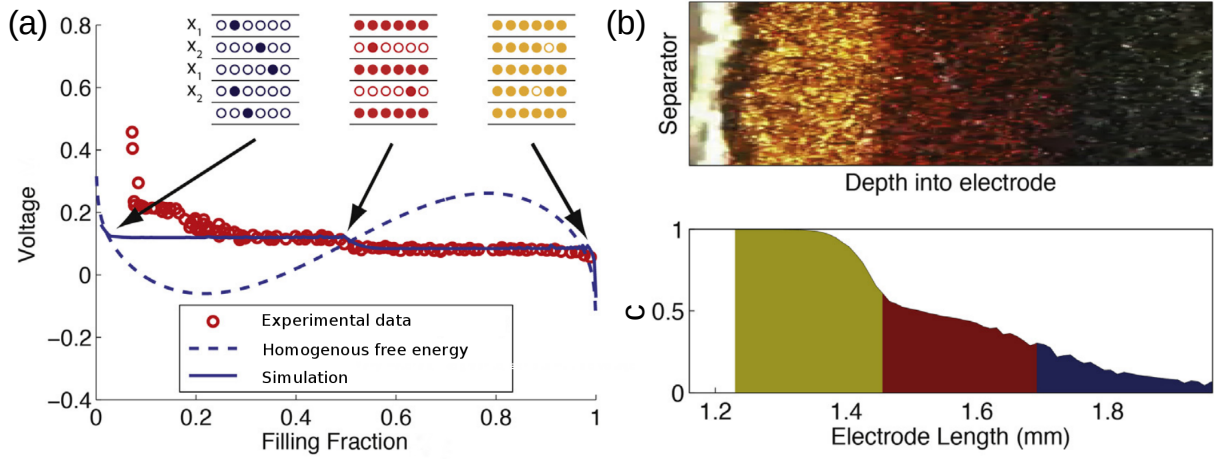 (a)
0.8
0.6
0.4
0.2
0
−0.2
−0.4
Voltage
X1
X2
X1
X2
Experimental data
Homogenous free energy
Simulation
0 0.2 0.4 0.6 0.8 1
Filling Fraction
(b)
Separator
Depth into electrode
1
0.5
0
c
1.2 1.4 1.6 1.8
Electrode Length (mm)